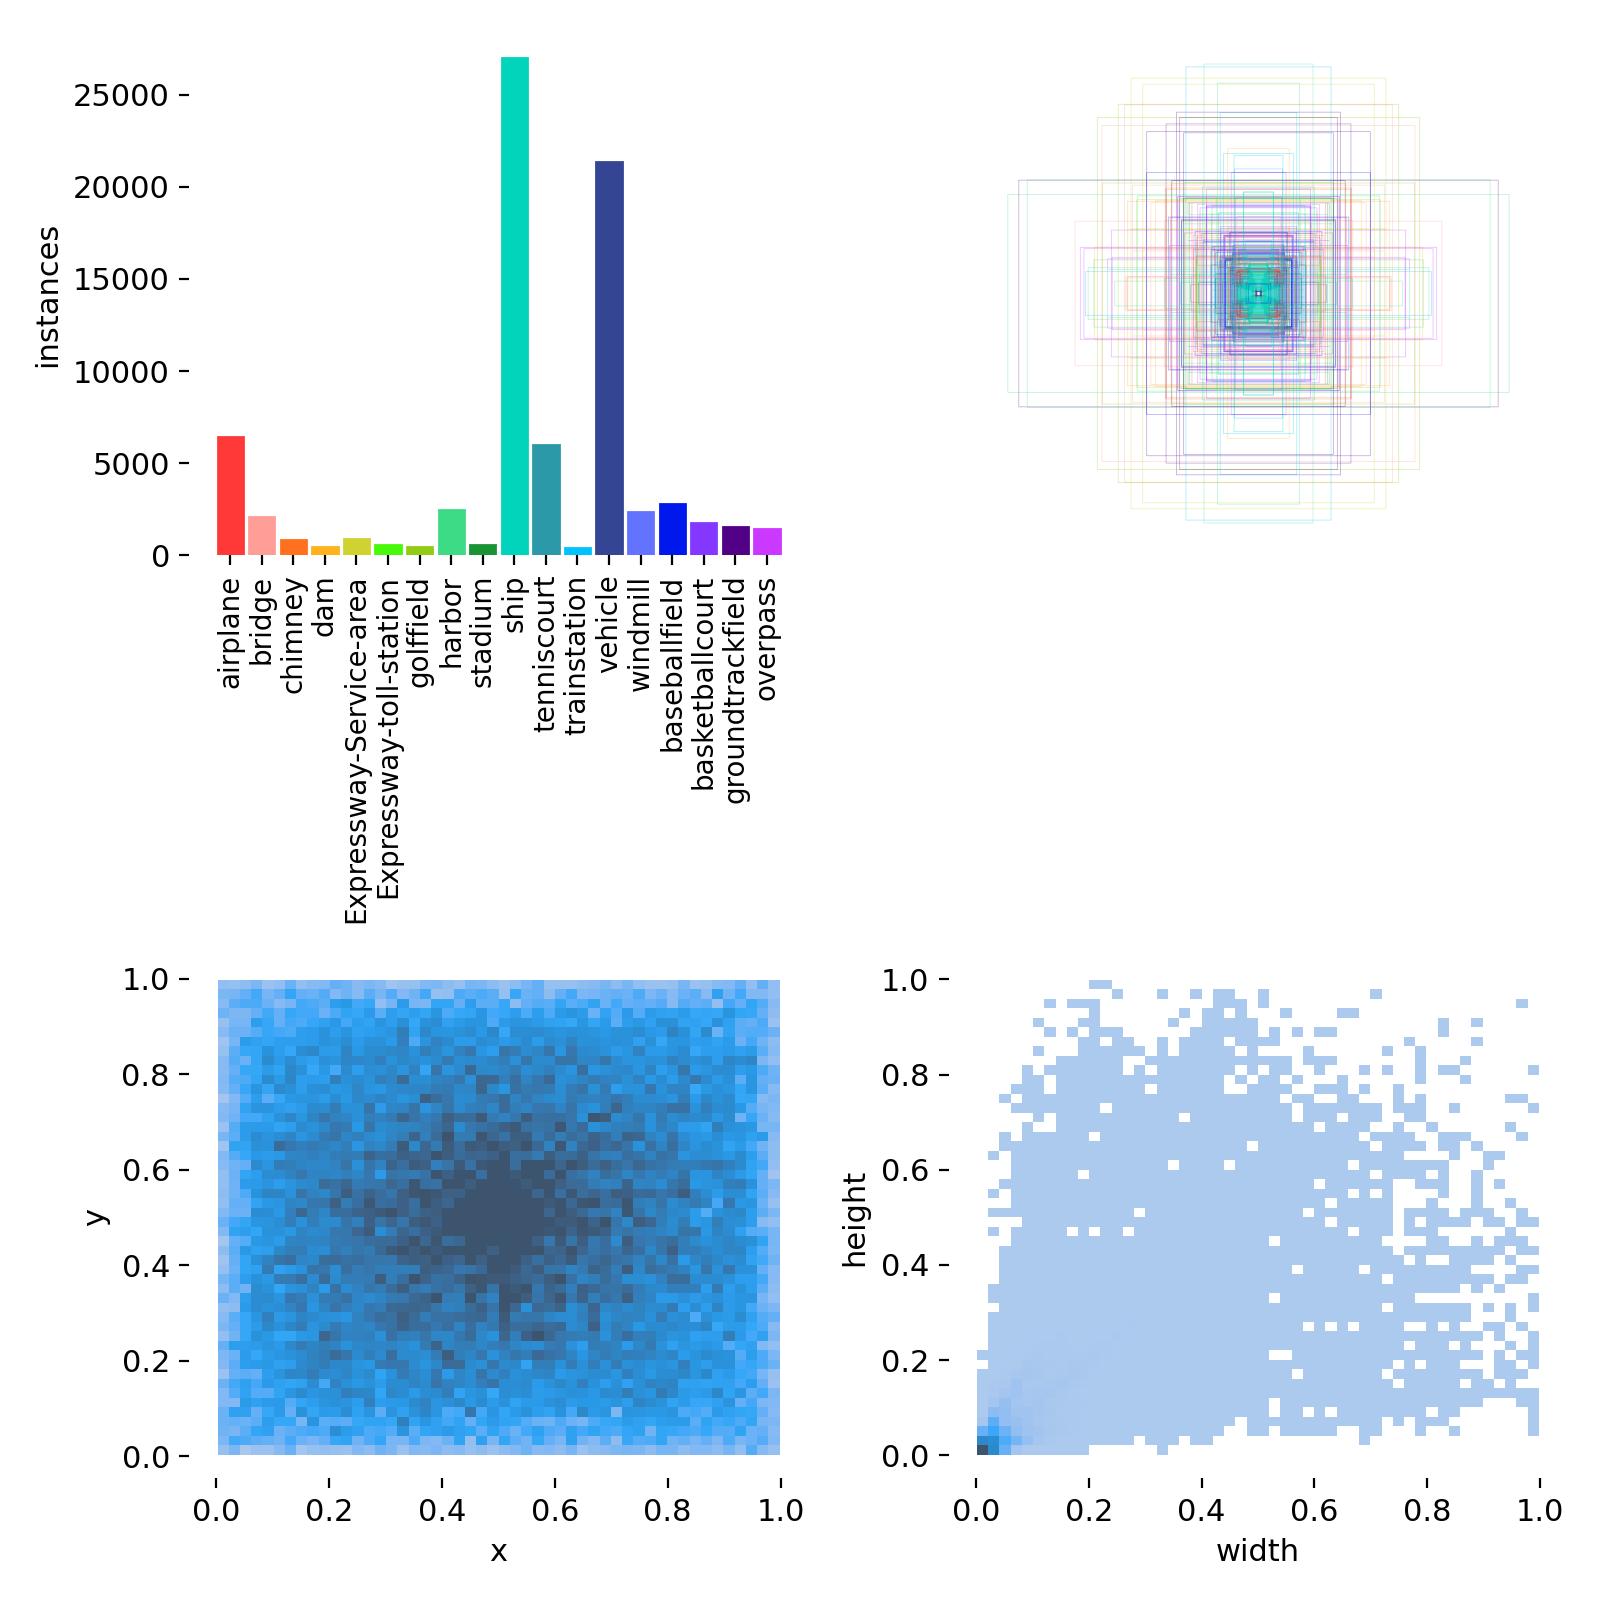 instances
25000
20000
15000
10000
5000
0
airplane
bridge
chimney
dam
Expressway-Service-area
Expressway-toll-station
golffield
harbor
stadium
ship
tenniscourt
trainstation
vehicle
windmill
baseballfield
basketballcourt
groundtrackfield
overpass
y
1.0
0.8
0.6
0.4
0.2
0.0
0.0 0.2 0.4 0.6 0.8 1.0
x
height
1.0
0.8
0.6
0.4
0.2
0.0
0.0 0.2 0.4 0.6 0.8 1.0
width